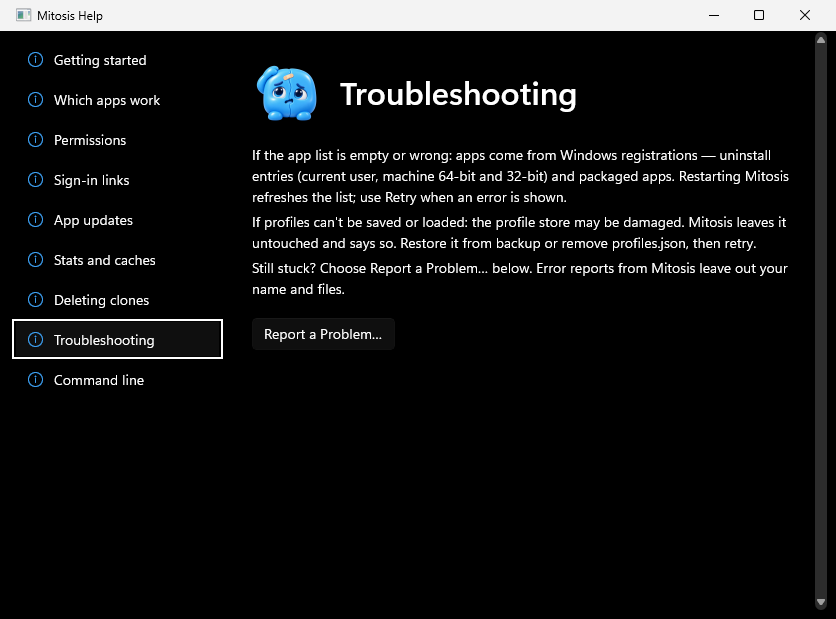 Mitosis Help
Getting started
Which apps work
Permissions
Sign-in links
App updates
Stats and caches
Deleting clones
Troubleshooting
Command line
Troubleshooting
If the app list is empty or wrong: apps come from Windows registrations — uninstall
entries (current user, machine 64-bit and 32-bit) and packaged apps. Restarting Mitosis
refreshes the list; use Retry when an error is shown.
If profiles can't be saved or loaded: the profile store may be damaged. Mitosis leaves it
untouched and says so. Restore it from backup or remove profiles.json, then retry.
Still stuck? Choose Report a Problem... below. Error reports from Mitosis leave out your
name and files.
Report a Problem...